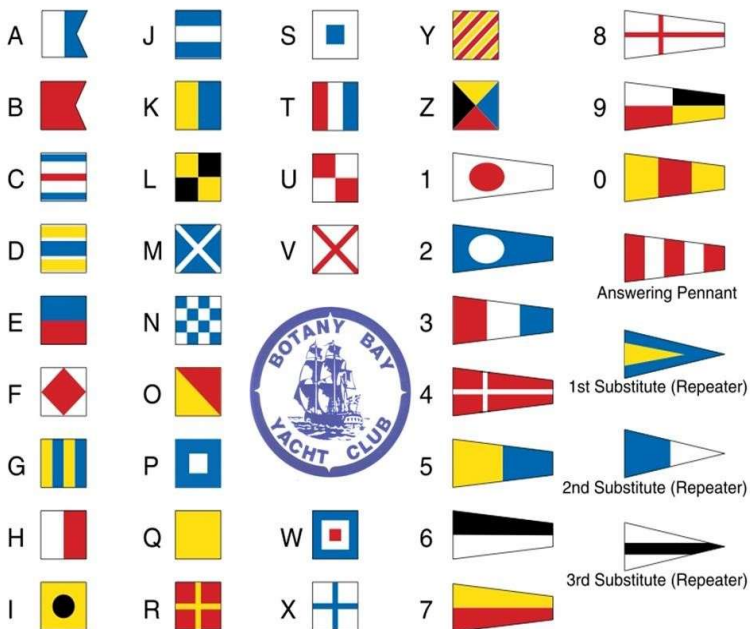 A
B
C
D
E
F
G
H
I
J
K
L
M
N
O
P
Q
R
S
T
U
V
BOTANY BAY
YACHT CLUB
W
X
Y
Z
1
2
3
4
5
6
7
8
9
0
Answering Pennant
1st Substitute (Repeater)
2nd Substitute (Repeater)
3rd Substitute (Repeater)